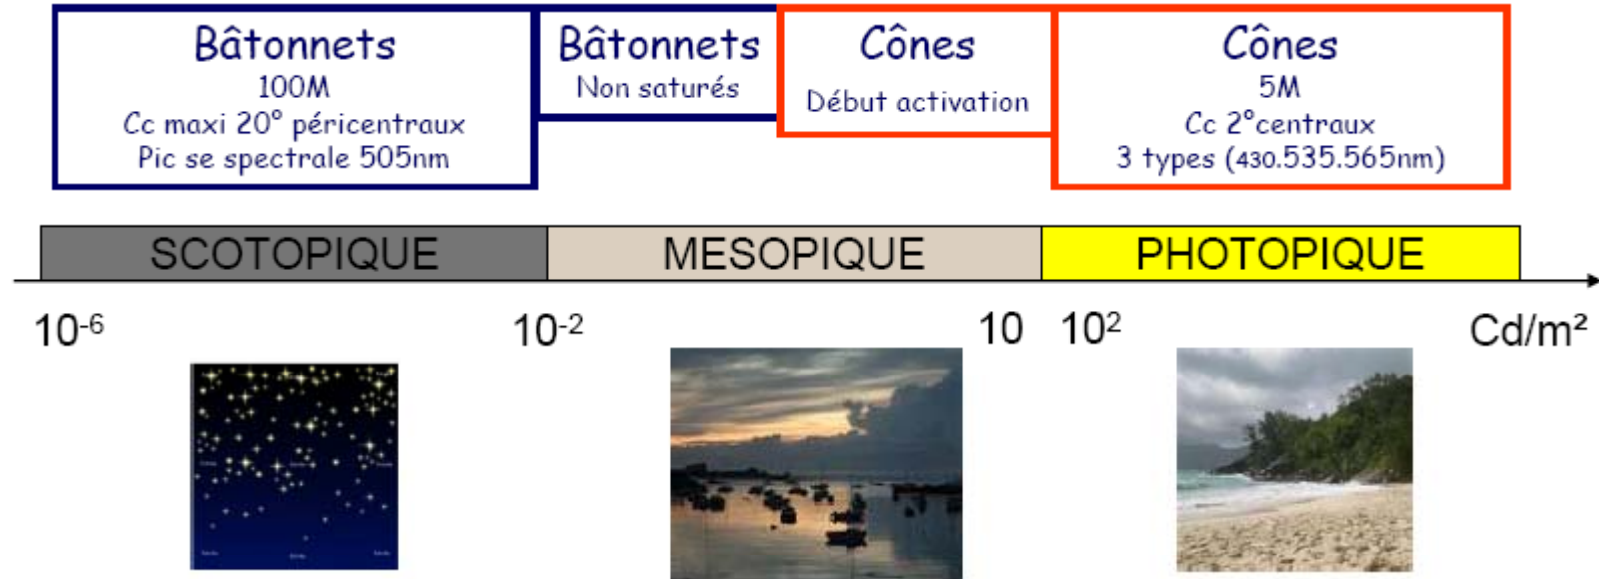 Bâtonnets
100M
Cc maxi 20° péricentraux
Pic se spectrale 505nm
Bâtonnets
Non saturés
Cônes
Début activation
Cônes
5M
Cc 2°centraux
3 types (430.535.565nm)
SCOTOPIQUE
MESOPIQUE
PHOTOPIQUE
10⁻⁶
10⁻²
10
10²
Cd/m²